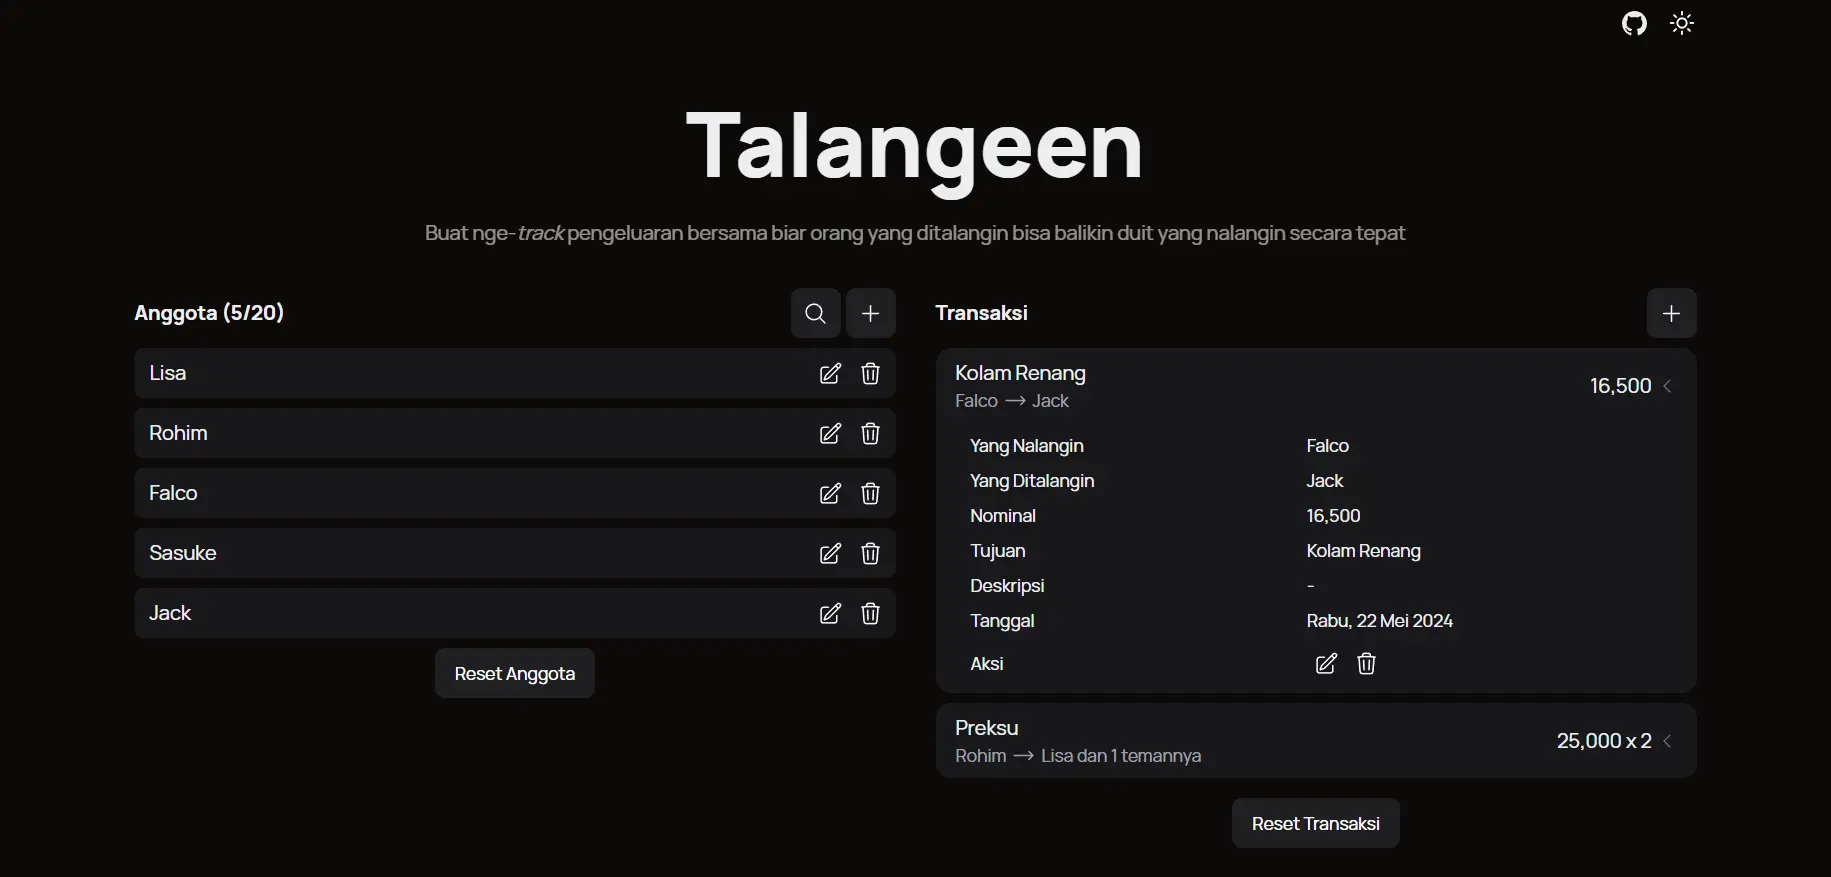 Talangeen
Buat nge-track pengeluaran bersama biar orang yang ditalangin bisa balikin duit yang nalangin secara tepat
Anggota (5/20)
Lisa
Rohim
Falco
Sasuke
Jack
Reset Anggota
Transaksi
Kolam Renang
Falco → Jack
16,500
Yang Nalangin Falco
Yang Ditalangin Jack
Nominal 16,500
Tujuan Kolam Renang
Deskripsi -
Tanggal Rabu, 22 Mei 2024
Aksi
Preksu
Rohim → Lisa dan 1 temannya
25,000 x 2
Reset Transaksi